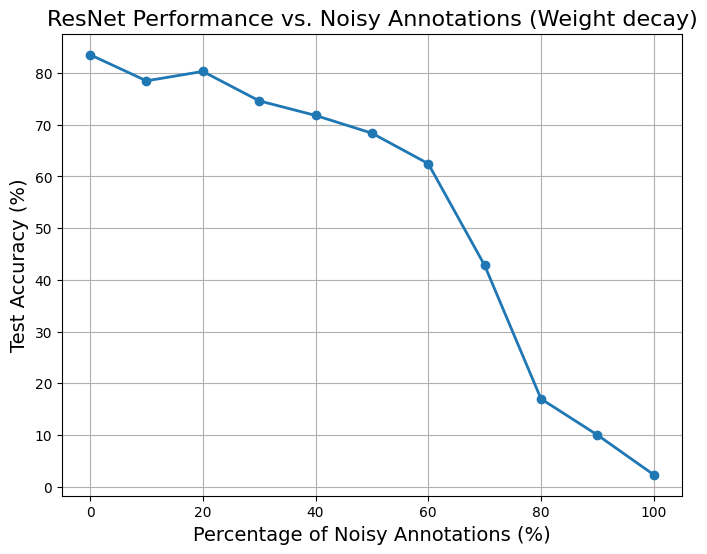 ResNet Performance vs. Noisy Annotations (Weight decay)
80
70
60
50
40
30
20
10
0
Test Accuracy (%)
0 20 40 60 80 100
Percentage of Noisy Annotations (%)